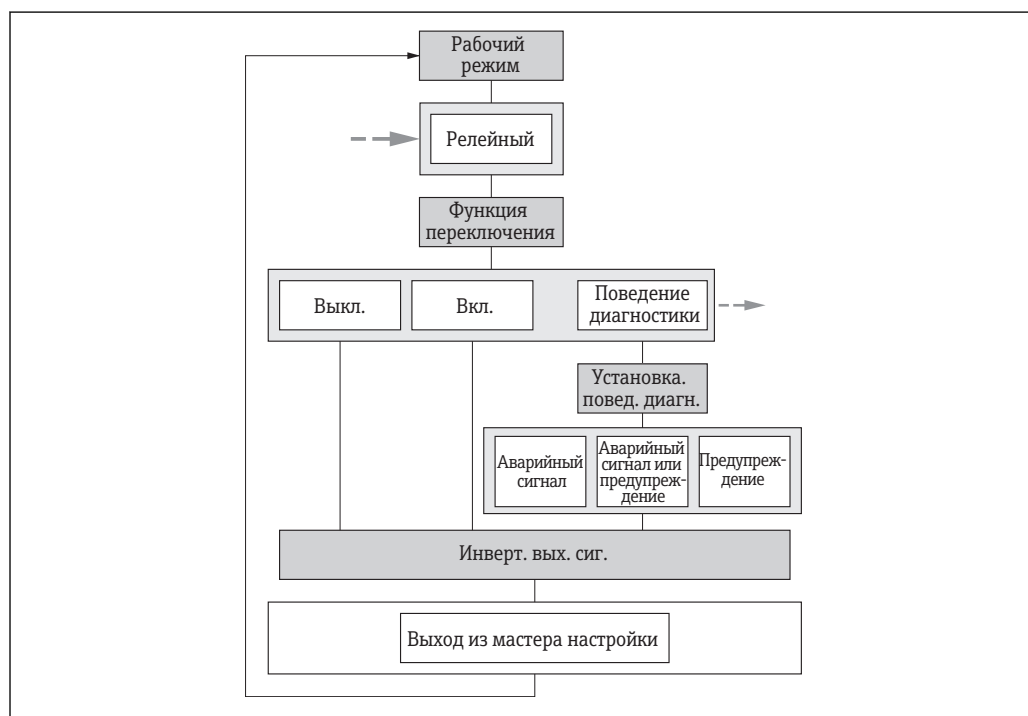 Рабочий
режим
Релейный
Функция
переключения
Выкл.
Вкл.
Поведение
диагностики
Установка.
повед. диагн.
Аварийный
сигнал
Аварийный
сигнал или
предупреж-
дение
Предупреж-
дение
Инверт. вых. сиг.
Выход из мастера настройки